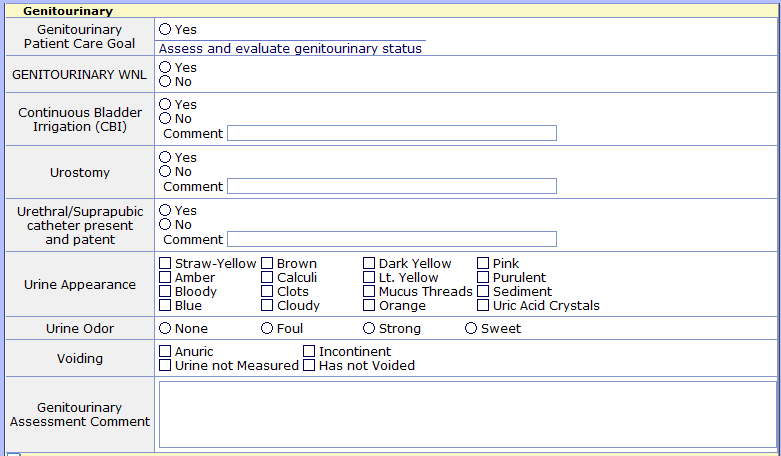 Genitourinary
Genitourinary
Patient Care Goal
Yes
Assess and evaluate genitourinary status
GENITOURINARY WNL
Yes
No
Continuous Bladder
Irrigation (CBI)
Yes
No
Comment
Urostomy
Yes
No
Comment
Urethral/Suprapubic
catheter present
and patent
Yes
No
Comment
Urine Appearance
Straw-Yellow Brown Dark Yellow Pink
Amber Calculi Lt. Yellow Purulent
Bloody Clots Mucus Threads Sediment
Blue Cloudy Orange Uric Acid Crystals
Urine Odor
None Foul Strong Sweet
Voiding
Anuric Incontinent
Urine not Measured Has not Voided
Genitourinary
Assessment Comment